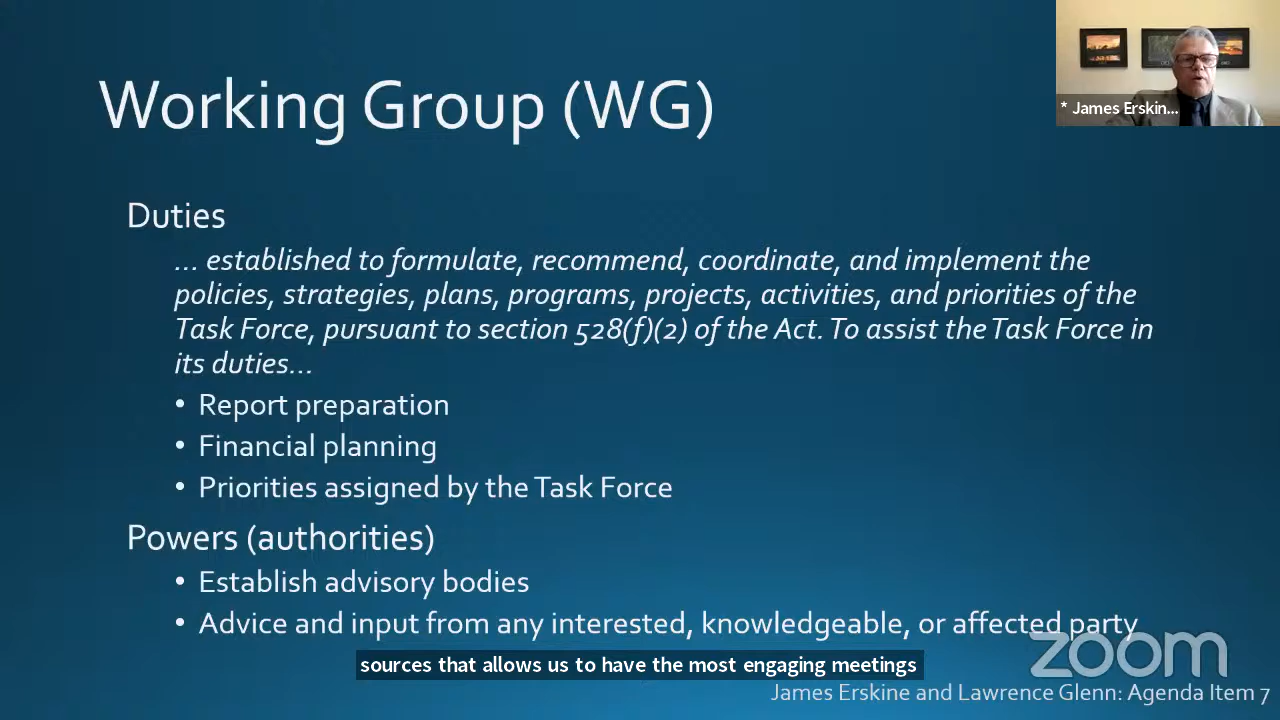 Working Group (WG)
* James Erskin...
Duties
... established to formulate, recommend, coordinate, and implement the
policies, strategies, plans, programs, projects, activities, and priorities of the
Task Force, pursuant to section 528(f)(2) of the Act. To assist the Task Force in
its duties...
• Report preparation
• Financial planning
• Priorities assigned by the Task Force
Powers (authorities)
• Establish advisory bodies
• Advice and input from any interested, knowledgeable, or affected party
zoom
sources that allows us to have the most engaging meetings
James Erskine and Lawrence Glenn: Agenda Item 7